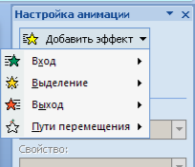 Настройка анимации
Добавить эффект
Вход
Выделение
Выход
Пути перемещения
Свойство: